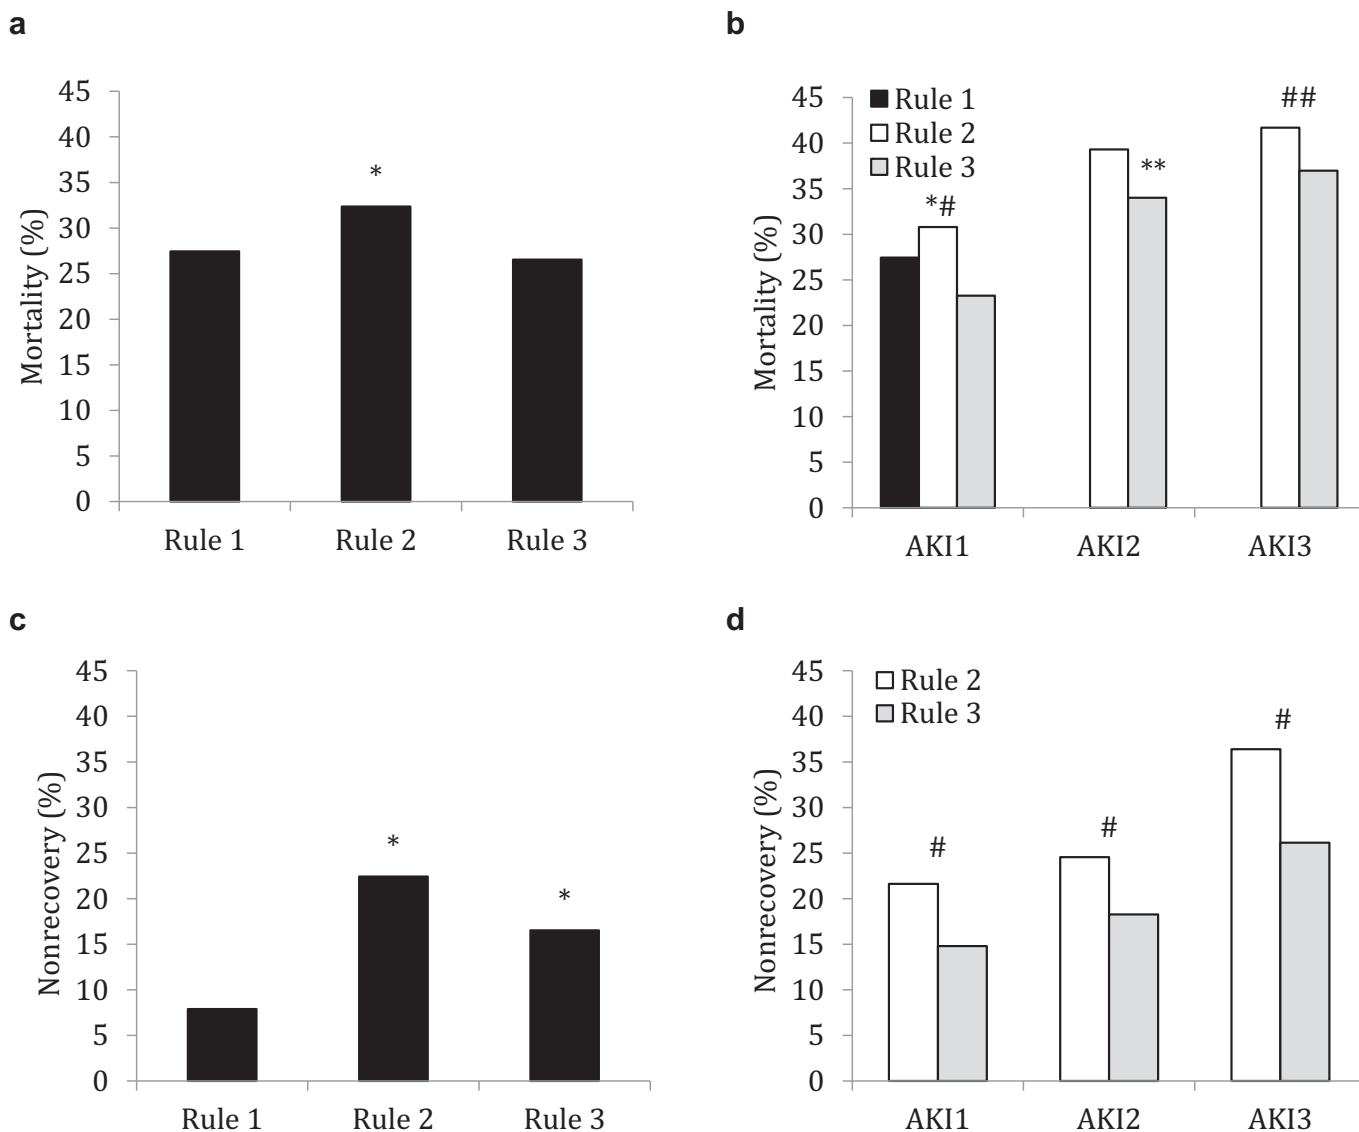 a
45
40
35
30
25
20
15
10
5
0
Mortality (%)
*
Rule 1 Rule 2 Rule 3
b
45
40
35
30
25
20
15
10
5
0
Mortality (%)
Rule 1
Rule 2
Rule 3
*#
**
##
AKI1 AKI2 AKI3
c
45
40
35
30
25
20
15
10
5
0
Nonrecovery (%)
*
*
Rule 1 Rule 2 Rule 3
d
45
40
35
30
25
20
15
10
5
0
Nonrecovery (%)
Rule 2
Rule 3
#
#
#
AKI1 AKI2 AKI3